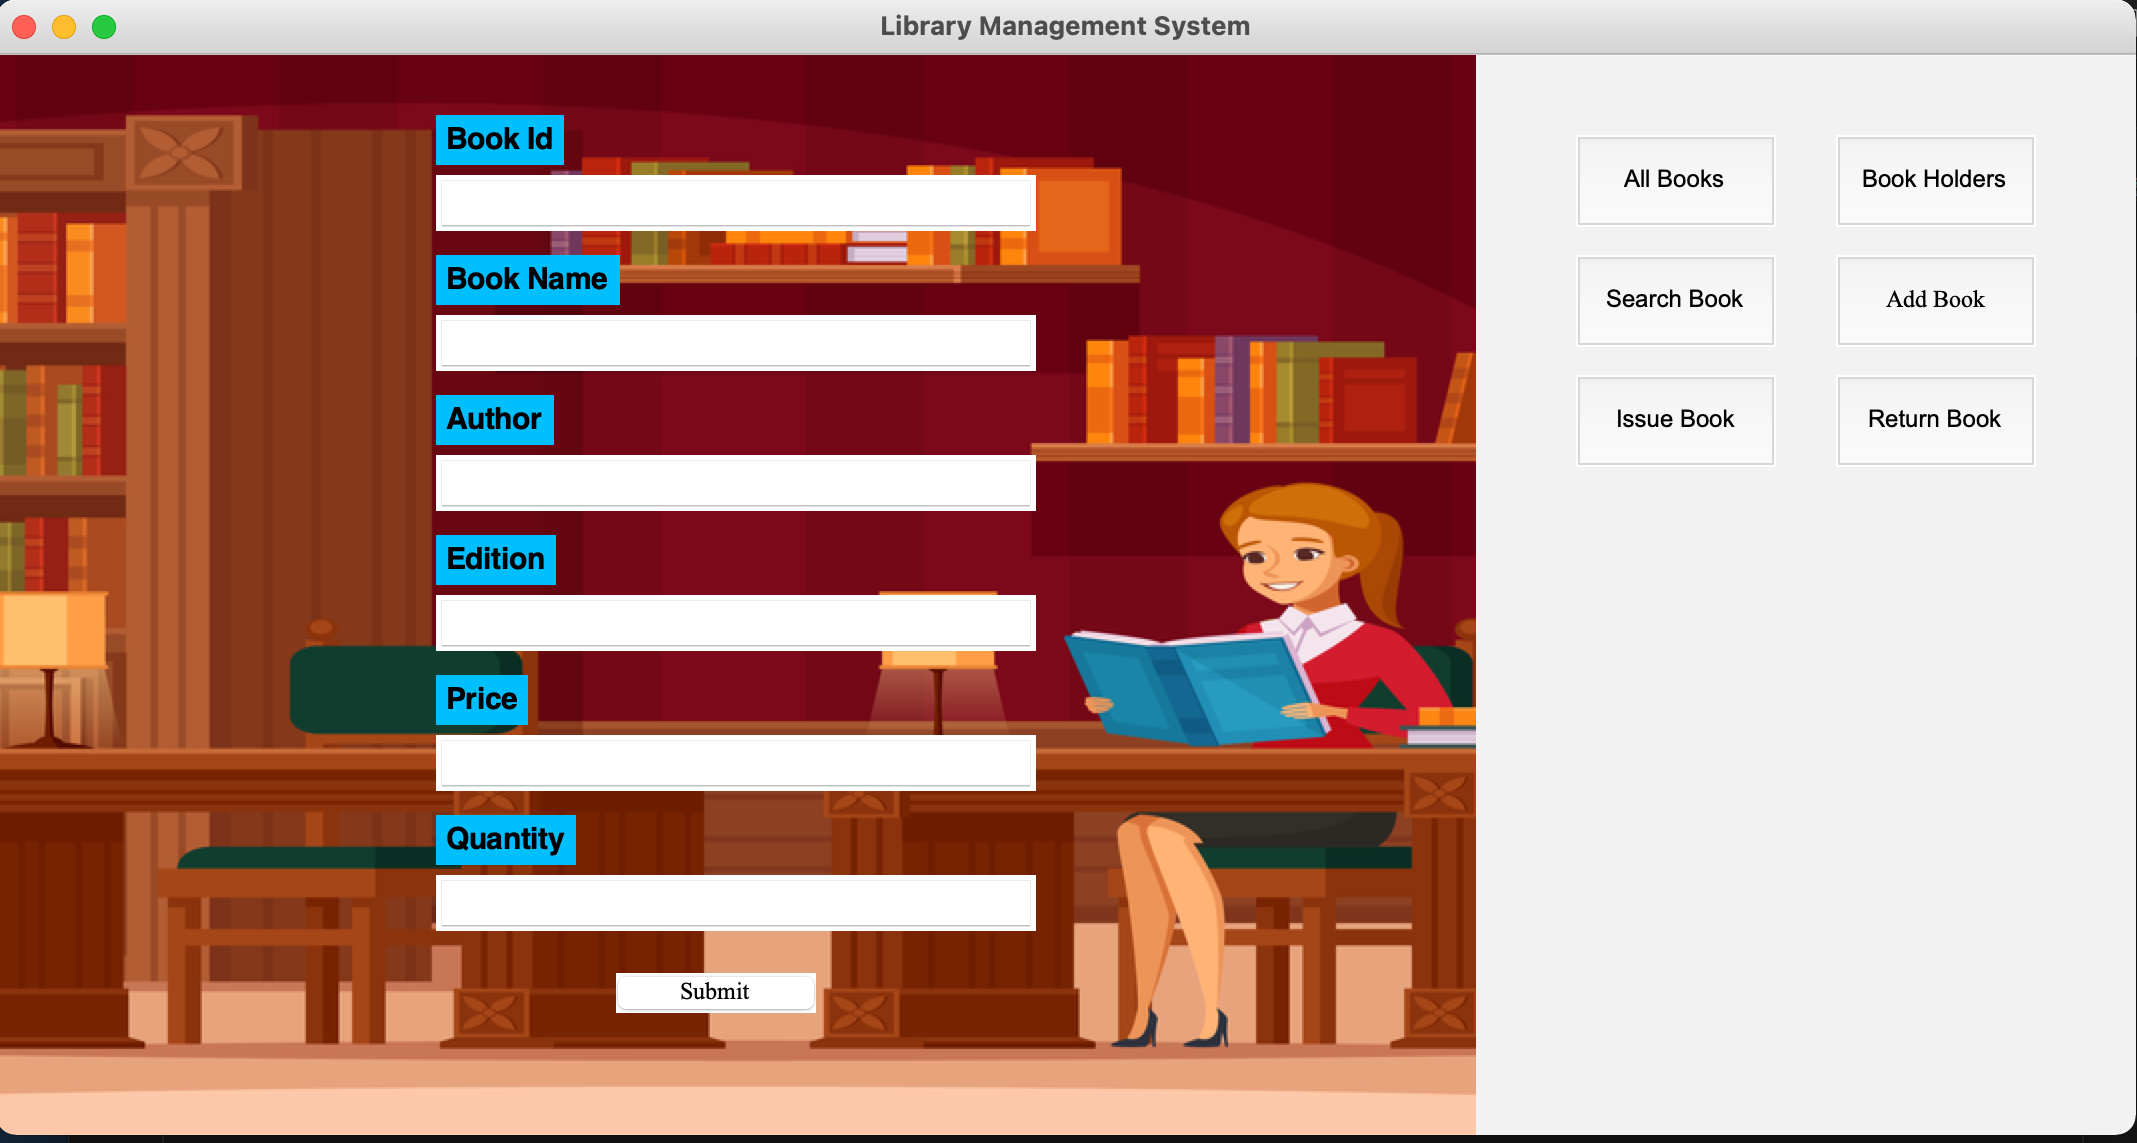 Library Management System
Book Id
Book Name
Author
Edition
Price
Quantity
Submit
All Books
Book Holders
Search Book
Add Book
Issue Book
Return Book